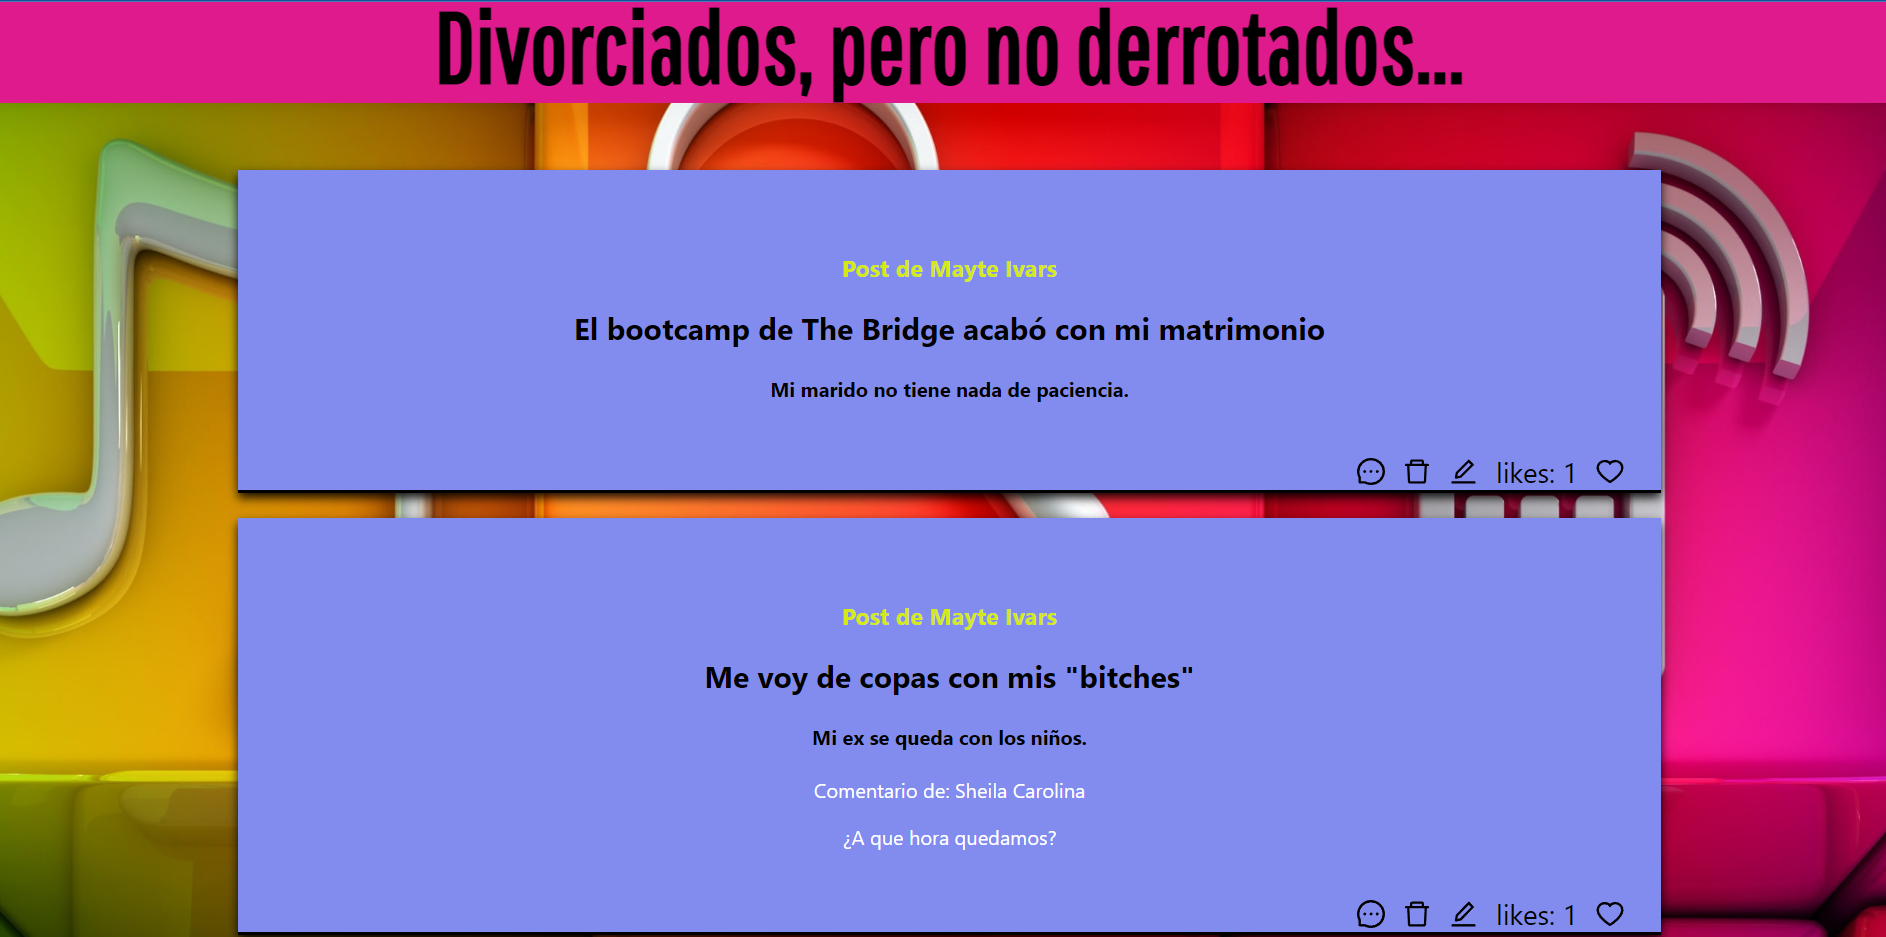 Divorciados, pero no derrotados...
Post de Mayte Ivars
El bootcamp de The Bridge acabó con mi matrimonio
Mi marido no tiene nada de paciencia.
likes: 1
Post de Mayte Ivars
Me voy de copas con mis "bitches"
Mi ex se queda con los niños.
Comentario de: Sheila Carolina
¿A que hora quedamos?
likes: 1